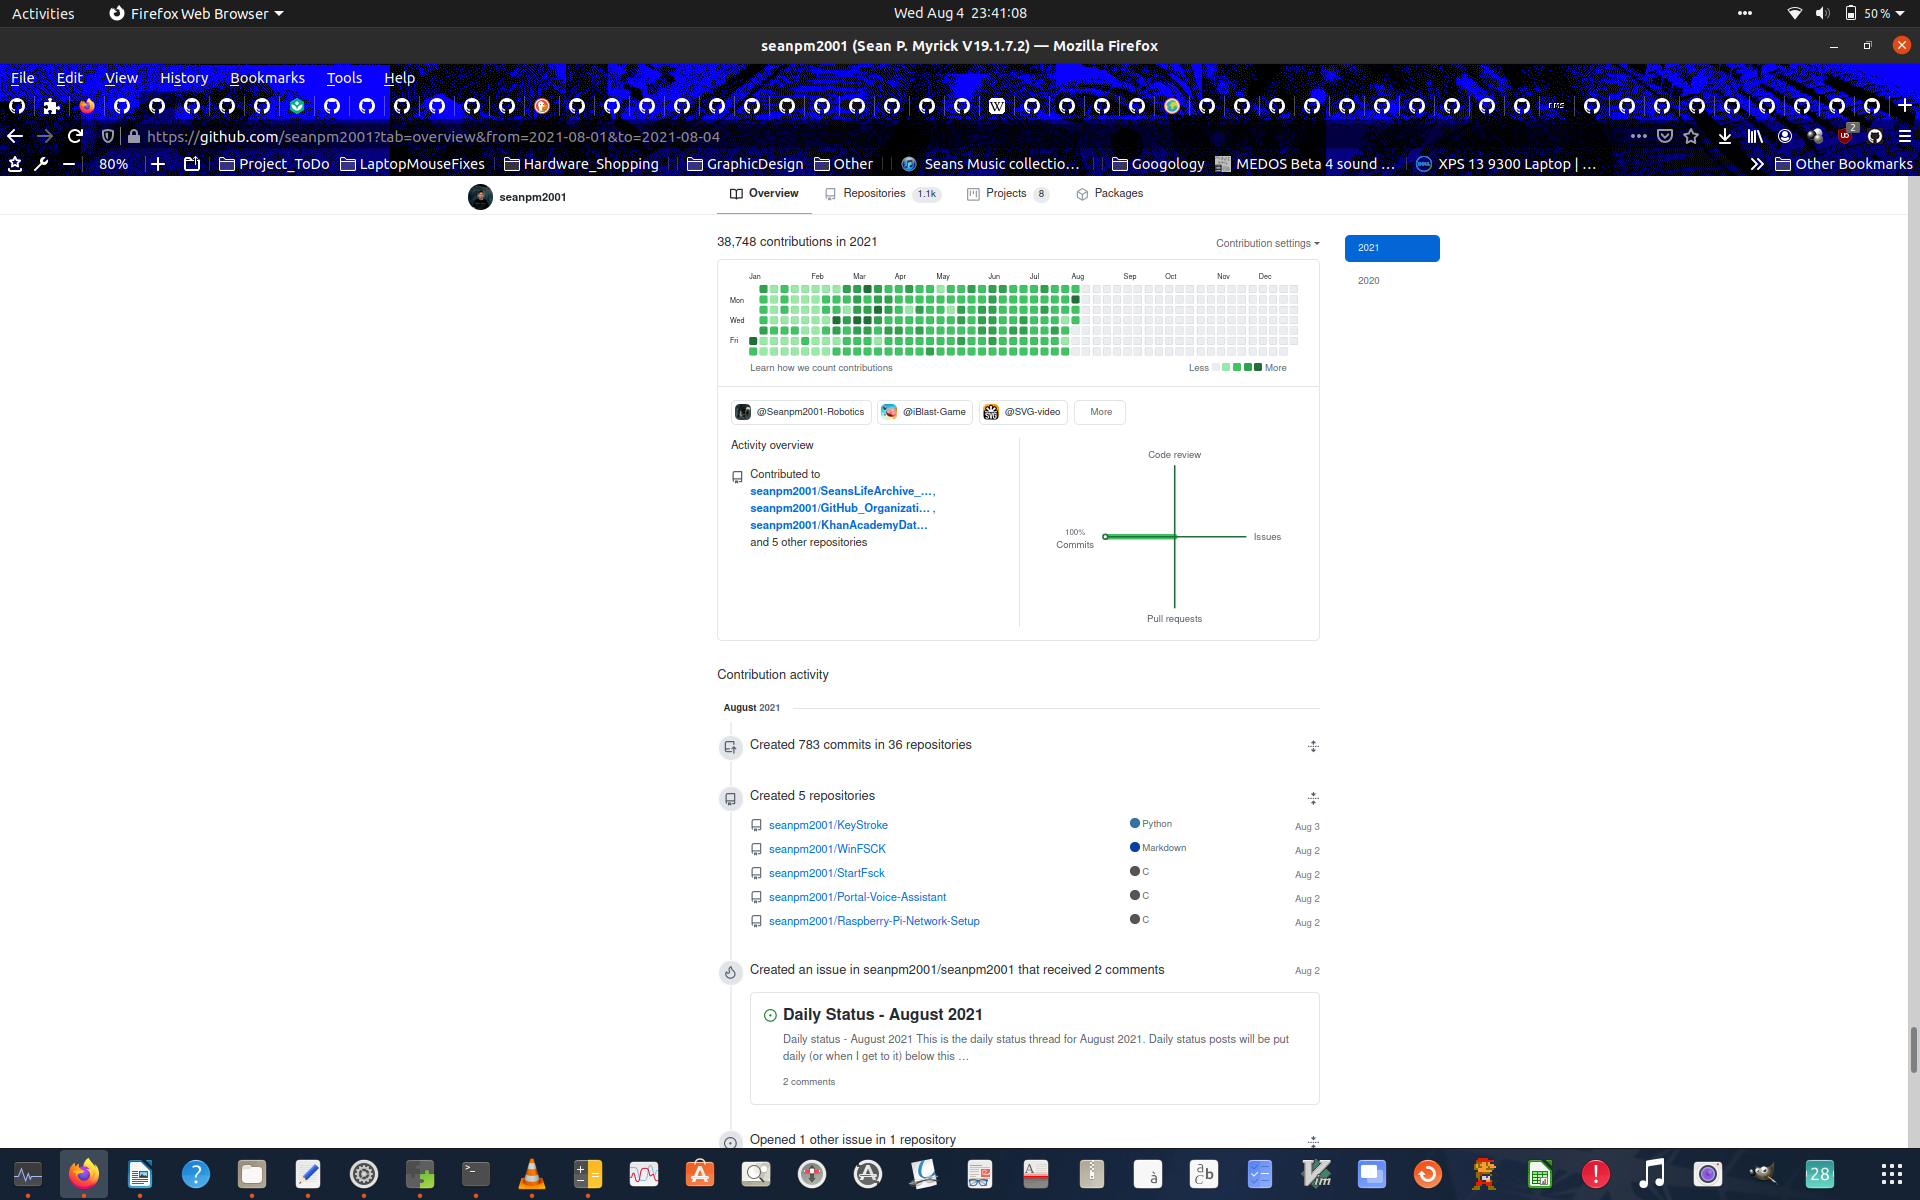 Activities Firefox Web Browser Wed Aug 4 23:41:08 50 %
seanpm2001 (Sean P. Myrick V19.1.7.2) — Mozilla Firefox
File Edit View History Bookmarks Tools Help
https://github.com/seanpm2001?tab=overview&from=2021-08-01&to=2021-08-04 2
80% Project_ToDo LaptopMouseFixes Hardware_Shopping GraphicDesign Other Seans Music collectio… Googology MEDOS Beta 4 sound … XPS 13 9300 Laptop | … Other Bookmarks
seanpm2001 Overview Repositories 1.1k Projects 8 Packages
38,748 contributions in 2021 Contribution settings 2021
2020
Jan Feb Mar Apr May Jun Jul Aug Sep Oct Nov Dec
Mon
Wed
Fri
Learn how we count contributions Less More
@Seanpm2001-Robotics @iBlast-Game @SVG-video More
Activity overview
Contributed to
seanpm2001/SeansLifeArchive_…,
seanpm2001/GitHub_Organizati… ,
seanpm2001/KhanAcademyDat…
and 5 other repositories
Code review
100%
Commits
Issues
Pull requests
Contribution activity
August 2021
Created 783 commits in 36 repositories
Created 5 repositories
seanpm2001/KeyStroke Python Aug 3
seanpm2001/WinFSCK Markdown Aug 2
seanpm2001/StartFsck C Aug 2
seanpm2001/Portal-Voice-Assistant C Aug 2
seanpm2001/Raspberry-Pi-Network-Setup C Aug 2
Created an issue in seanpm2001/seanpm2001 that received 2 comments Aug 2
Daily Status - August 2021
Daily status - August 2021 This is the daily status thread for August 2021. Daily status posts will be put
daily (or when I get to it) below this …
2 comments
Opened 1 other issue in 1 repository
28